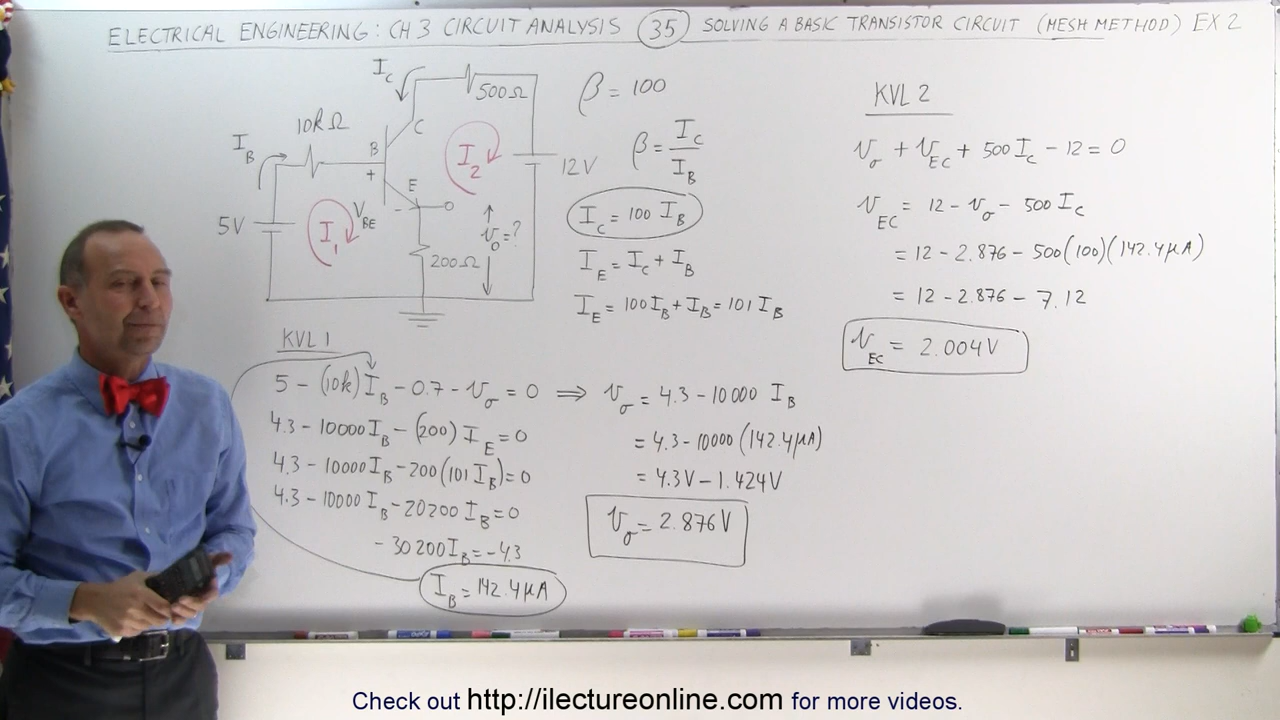 ELECTRICAL ENGINEERING: CH 3 CIRCUIT ANALYSIS 35 SOLVING A BASIC TRANSISTOR CIRCUIT (MESH METHOD) EX 2
I_C
500Ω
10kΩ
I_B
B
C
+
E
V_BE
-
5V
I_1
I_2
12V
v_o = ?
200Ω
β = 100
β = I_C / I_B
I_C = 100 I_B
I_E = I_C + I_B
I_E = 100 I_B + I_B = 101 I_B
KVL 1
5 - (10k) I_B - 0.7 - v_o = 0 ⟹ v_o = 4.3 - 10000 I_B
4.3 - 10000 I_B - (200) I_E = 0
4.3 - 10000 I_B - 200 (101 I_B) = 0
4.3 - 10000 I_B - 20200 I_B = 0
- 30200 I_B = -4.3
I_B = 142.4 μA
= 4.3 - 10000 (142.4 μA)
= 4.3V - 1.424V
v_o = 2.876V
KVL 2
v_o + v_EC + 500 I_C - 12 = 0
v_EC = 12 - v_o - 500 I_C
= 12 - 2.876 - 500 (100) (142.4 μA)
= 12 - 2.876 - 7.12
v_EC = 2.004V
Check out http://ilectureonline.com for more videos.